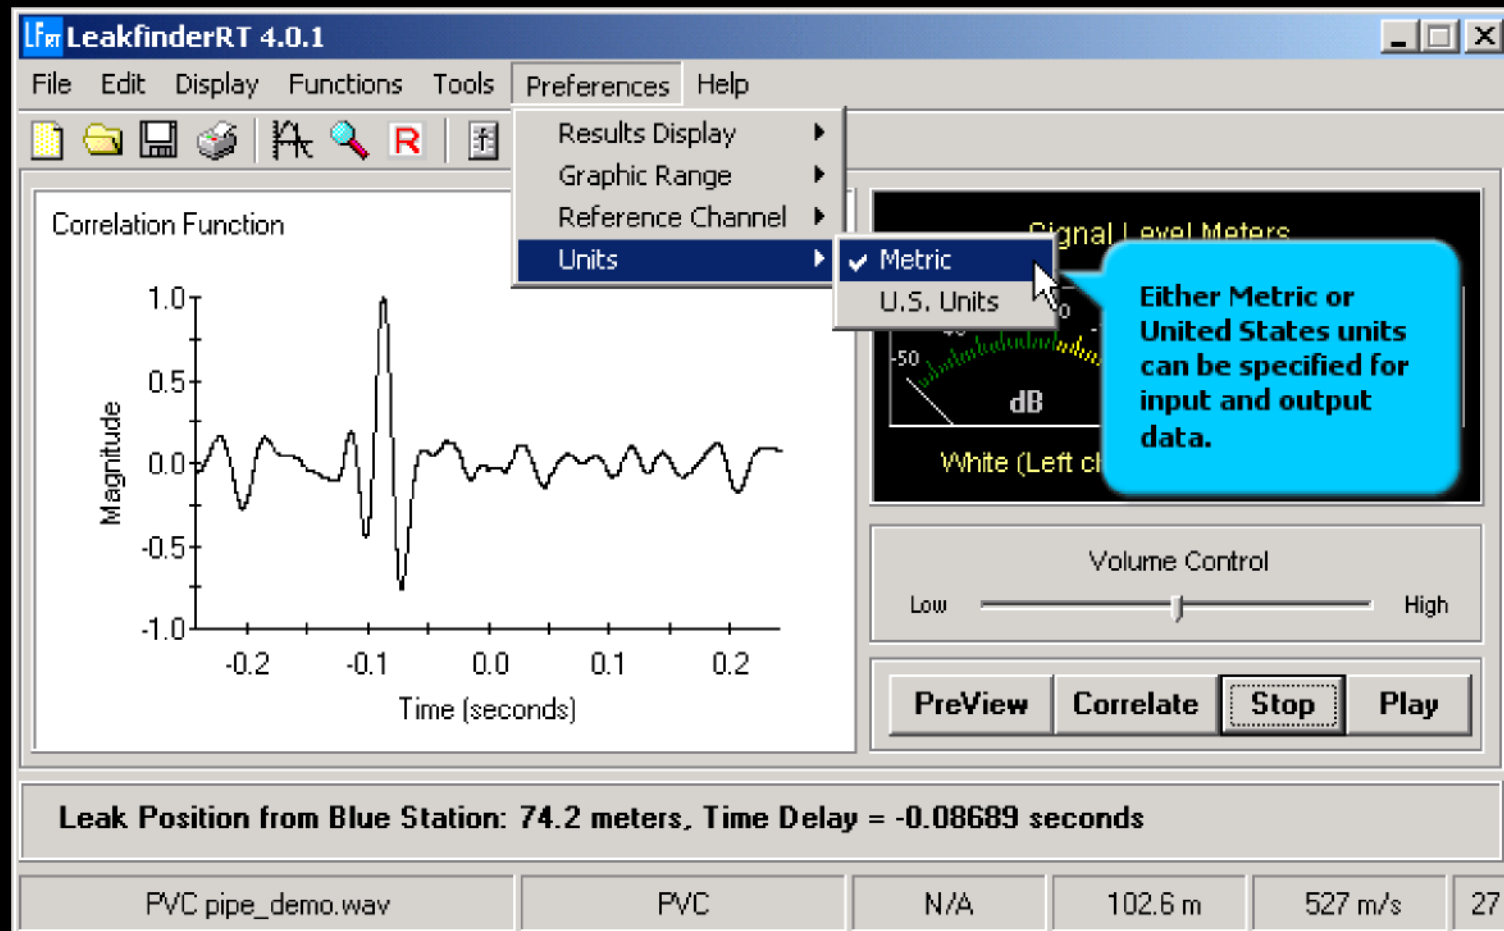 LFRT LeakfinderRT 4.0.1
File Edit Display Functions Tools Preferences Help
R
Results Display
Graphic Range
Reference Channel
Units
Metric
U.S. Units
Correlation Function
1.0
0.5
0.0
-0.5
-1.0
Magnitude
-0.2 -0.1 0.0 0.1 0.2
Time (seconds)
Signal Level Meters
-50
dB
White (Left ch
Either Metric or
United States units
can be specified for
input and output
data.
Volume Control
Low High
PreView Correlate Stop Play
Leak Position from Blue Station: 74.2 meters, Time Delay = -0.08689 seconds
PVC pipe_demo.wav PVC N/A 102.6 m 527 m/s 27